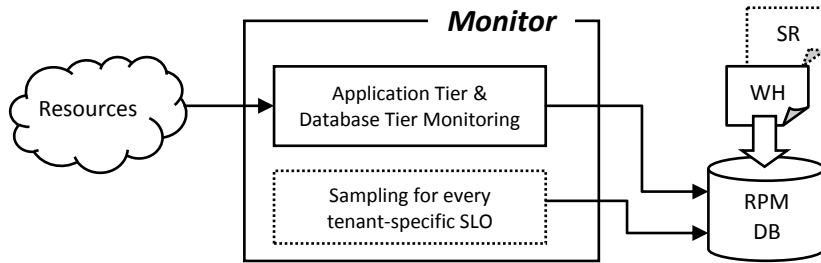 Monitor
Resources
Application Tier &
Database Tier Monitoring
Sampling for every
tenant-specific SLO
SR
WH
RPM
DB